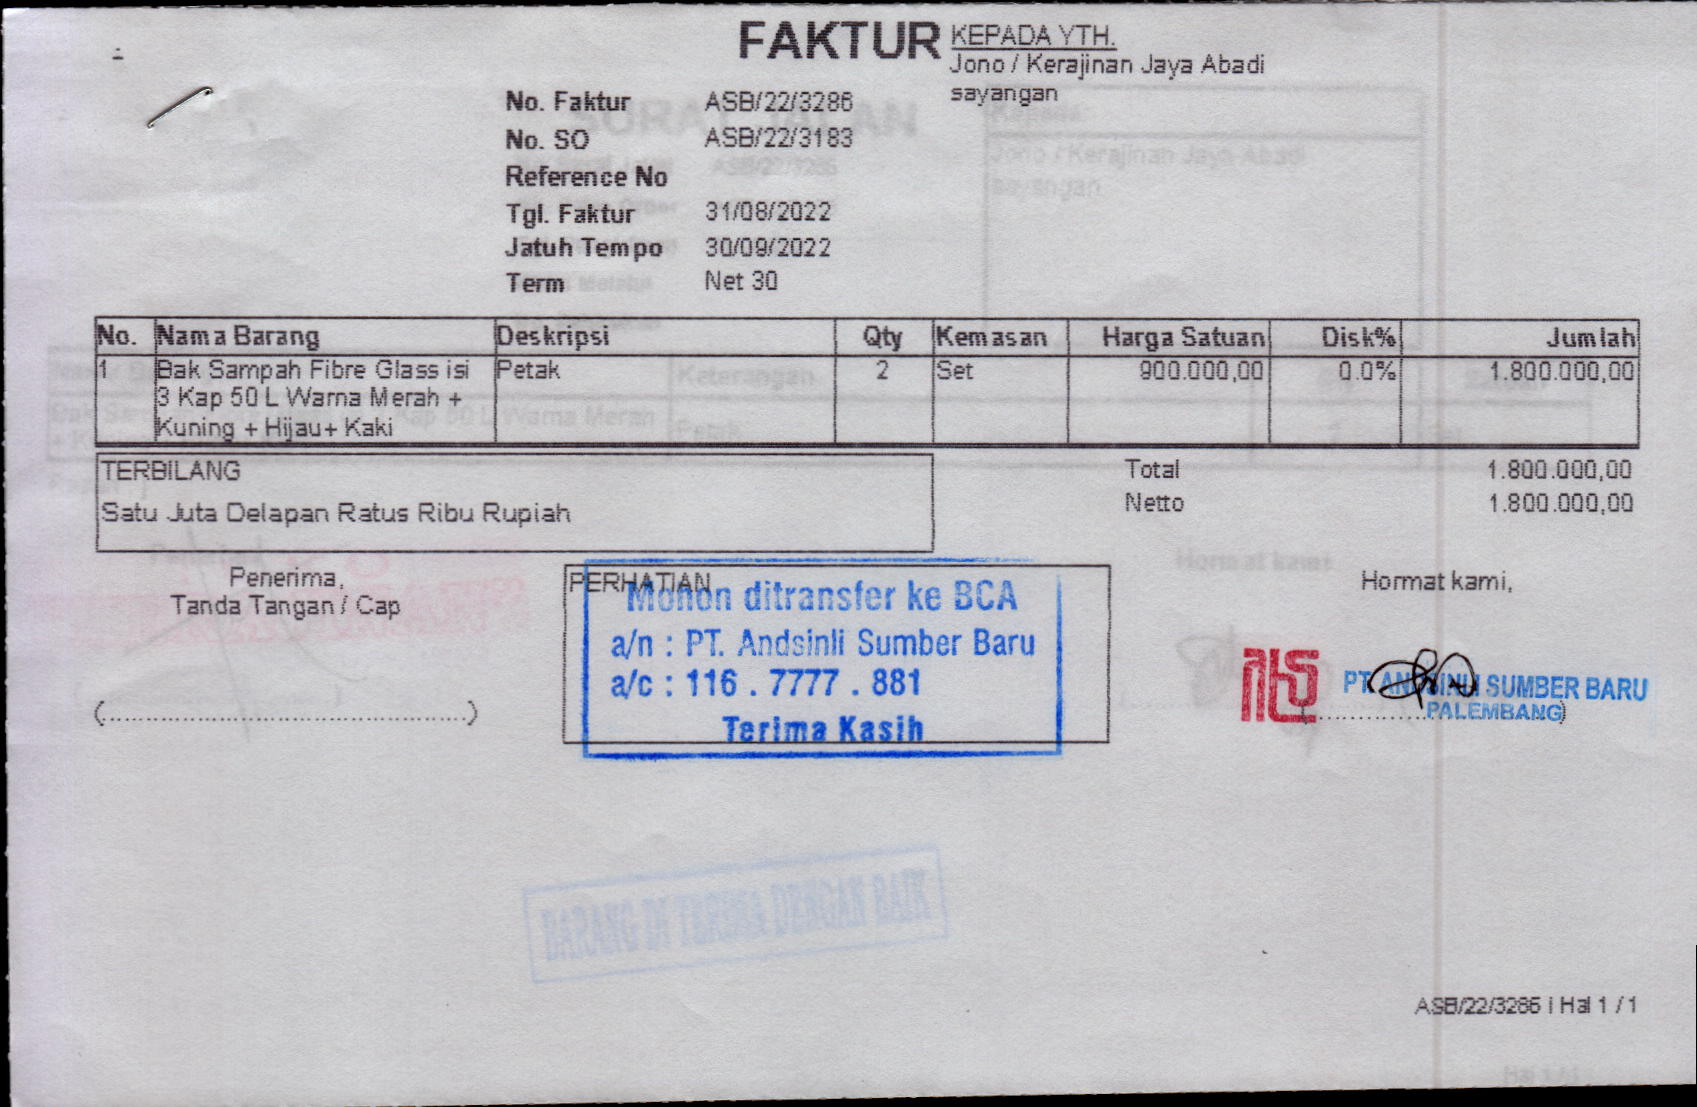 FAKTUR
KEPADA YTH.
Jono / Kerajinan Jaya Abadi
sayangan
No. Faktur ASB/22/3286
No. SO ASB/22/3183
Reference No
Tgl. Faktur 31/08/2022
Jatuh Tempo 30/09/2022
Term Net 30
No. Nama Barang Deskripsi Qty Kemasan Harga Satuan Disk% Jumlah
1 Bak Sampah Fibre Glass isi Petak 2 Set 900.000,00 0.0% 1.800.000,00
3 Kap 50 L Warna Merah +
Kuning + Hijau+ Kaki
TERBILANG
Satu Juta Delapan Ratus Ribu Rupiah
Total 1.800.000,00
Netto 1.800.000,00
Penerima,
Tanda Tangan / Cap
PERHATIAN
Mohon ditransfer ke BCA
a/n : PT. Andsinli Sumber Baru
a/c : 116 . 7777 . 881
Terima Kasih
Hormat kami,
PT. ANDSINLI SUMBER BARU
PALEMBANG
BARANG DI TERIMA DENGAN BAIK
ASB/22/3286 | Hal 1 / 1